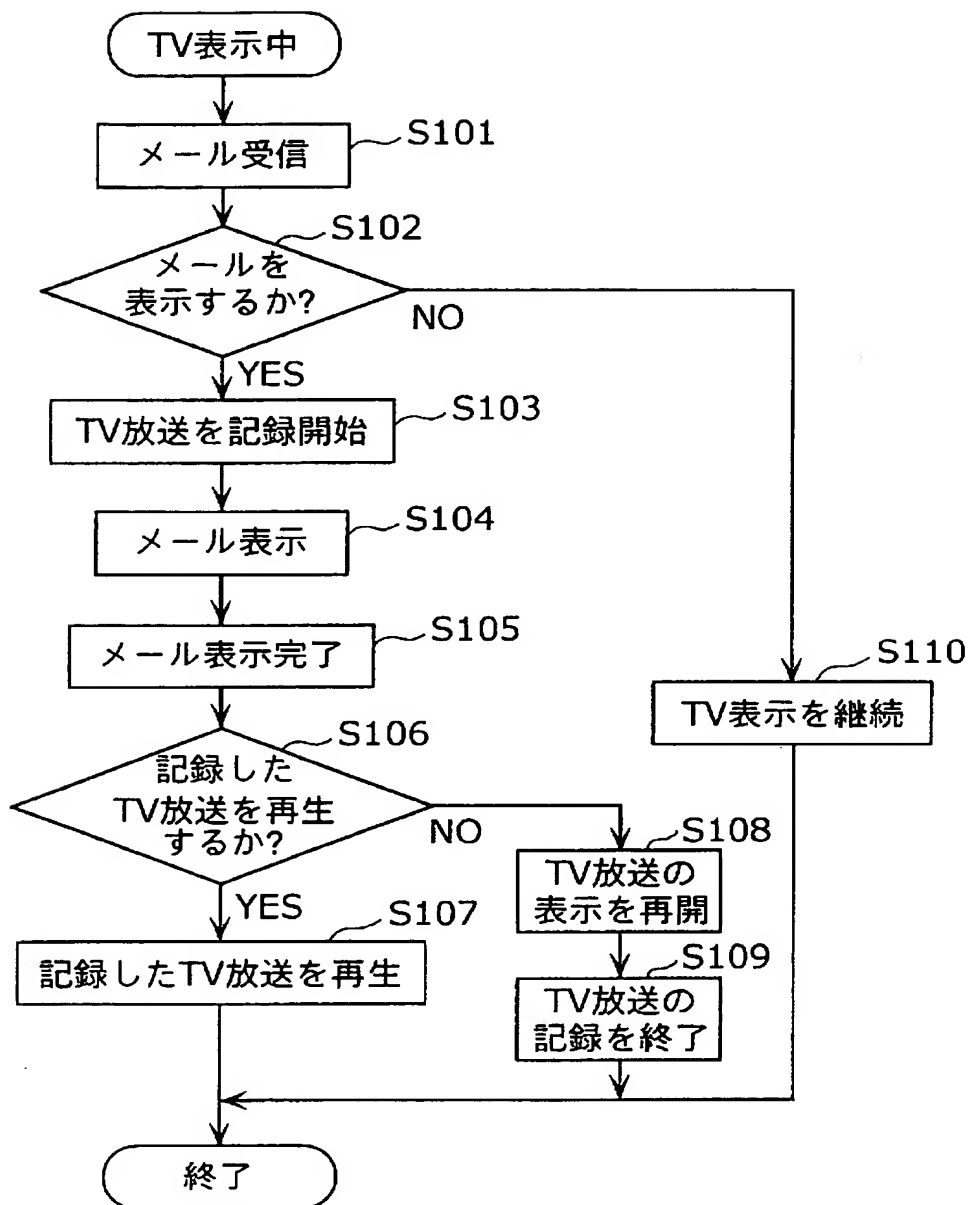 TV表示中
メール受信
S101
メールを
表示するか?
S102
NO
YES
TV放送を記録開始
S103
メール表示
S104
メール表示完了
S105
記録した
TV放送を再生
するか?
S106
NO
YES
記録したTV放送を再生
S107
TV放送の
表示を再開
S108
TV放送の
記録を終了
S109
TV表示を継続
S110
終了